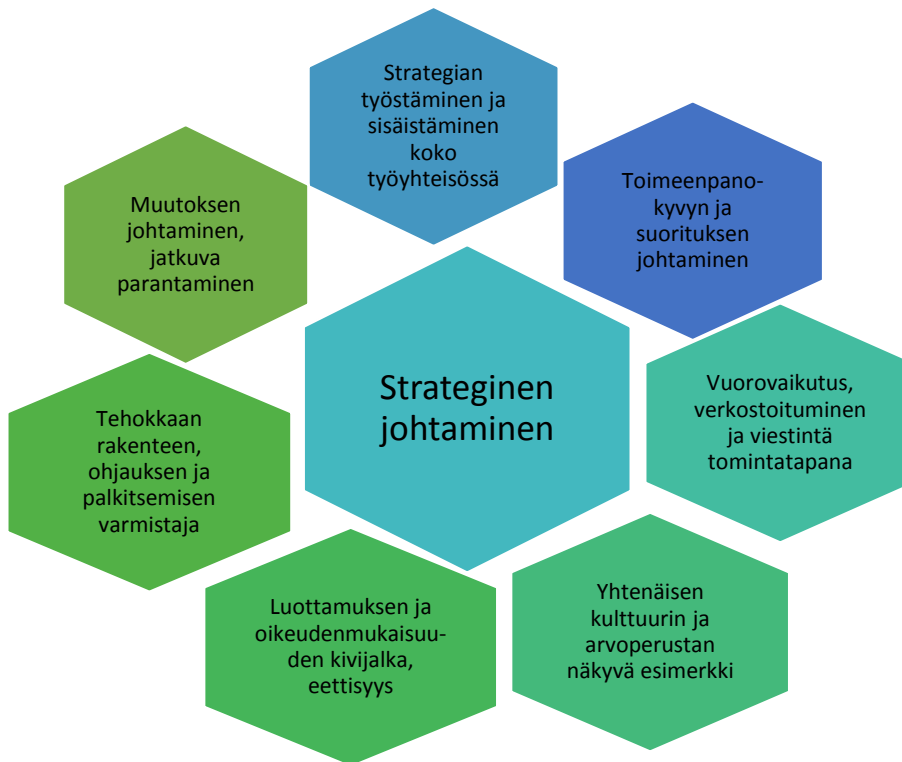 Strategian
työstäminen ja
sisäistäminen
koko
työyhteisössä
Toimeenpano-
kyvyn ja
suorituksen
johtaminen
Muutoksen
johtaminen,
jatkuva
parantaminen
Strateginen
johtaminen
Vuorovaikutus,
verkostoituminen
ja viestintä
tomintatapana
Tehokkaan
rakenteen,
ohjauksen ja
palkitsemisen
varmistaja
Luottamuksen ja
oikeudenmukaisuu-
den kivijalka,
eettisyys
Yhtenäisen
kulttuurin ja
arvoperustan
näkyvä esimerkki